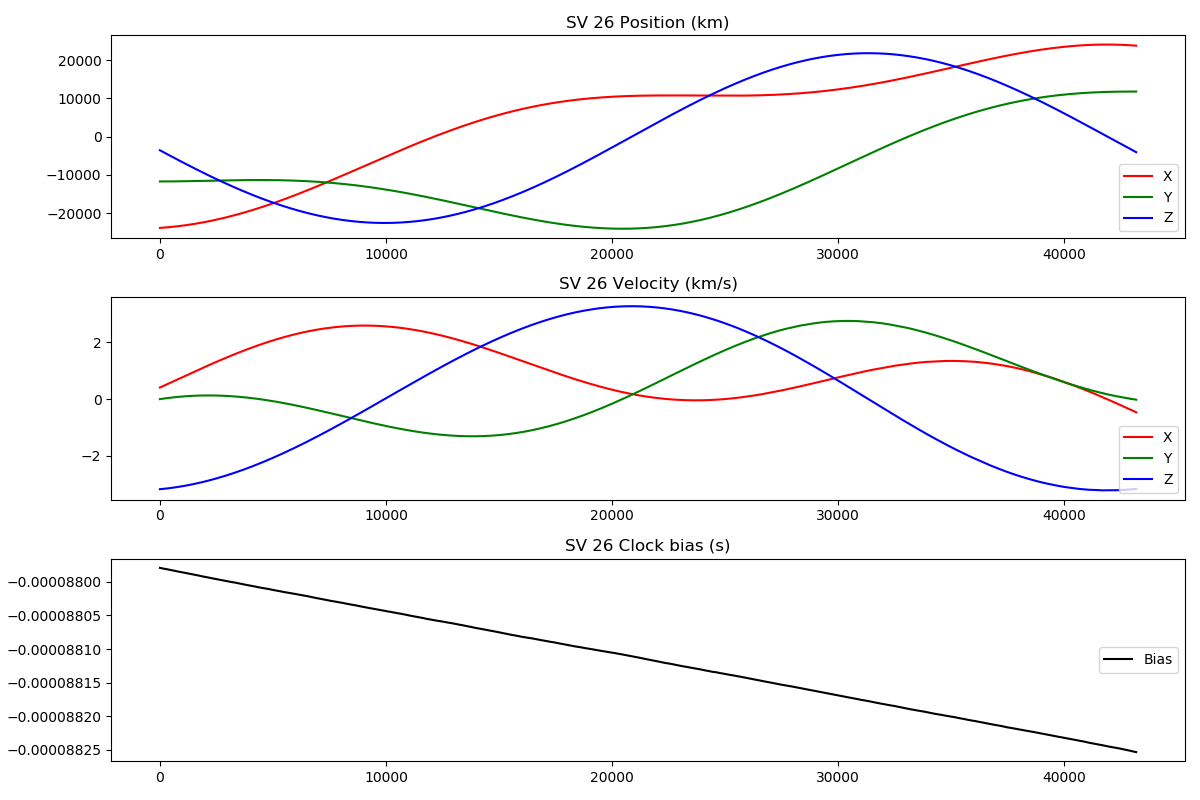 SV 26 Position (km)
20000
10000
0
−10000
−20000
X
Y
Z
0 10000 20000 30000 40000
SV 26 Velocity (km/s)
2
0
−2
X
Y
Z
0 10000 20000 30000 40000
SV 26 Clock bias (s)
−0.00008800
−0.00008805
−0.00008810
−0.00008815
−0.00008820
−0.00008825
Bias
0 10000 20000 30000 40000